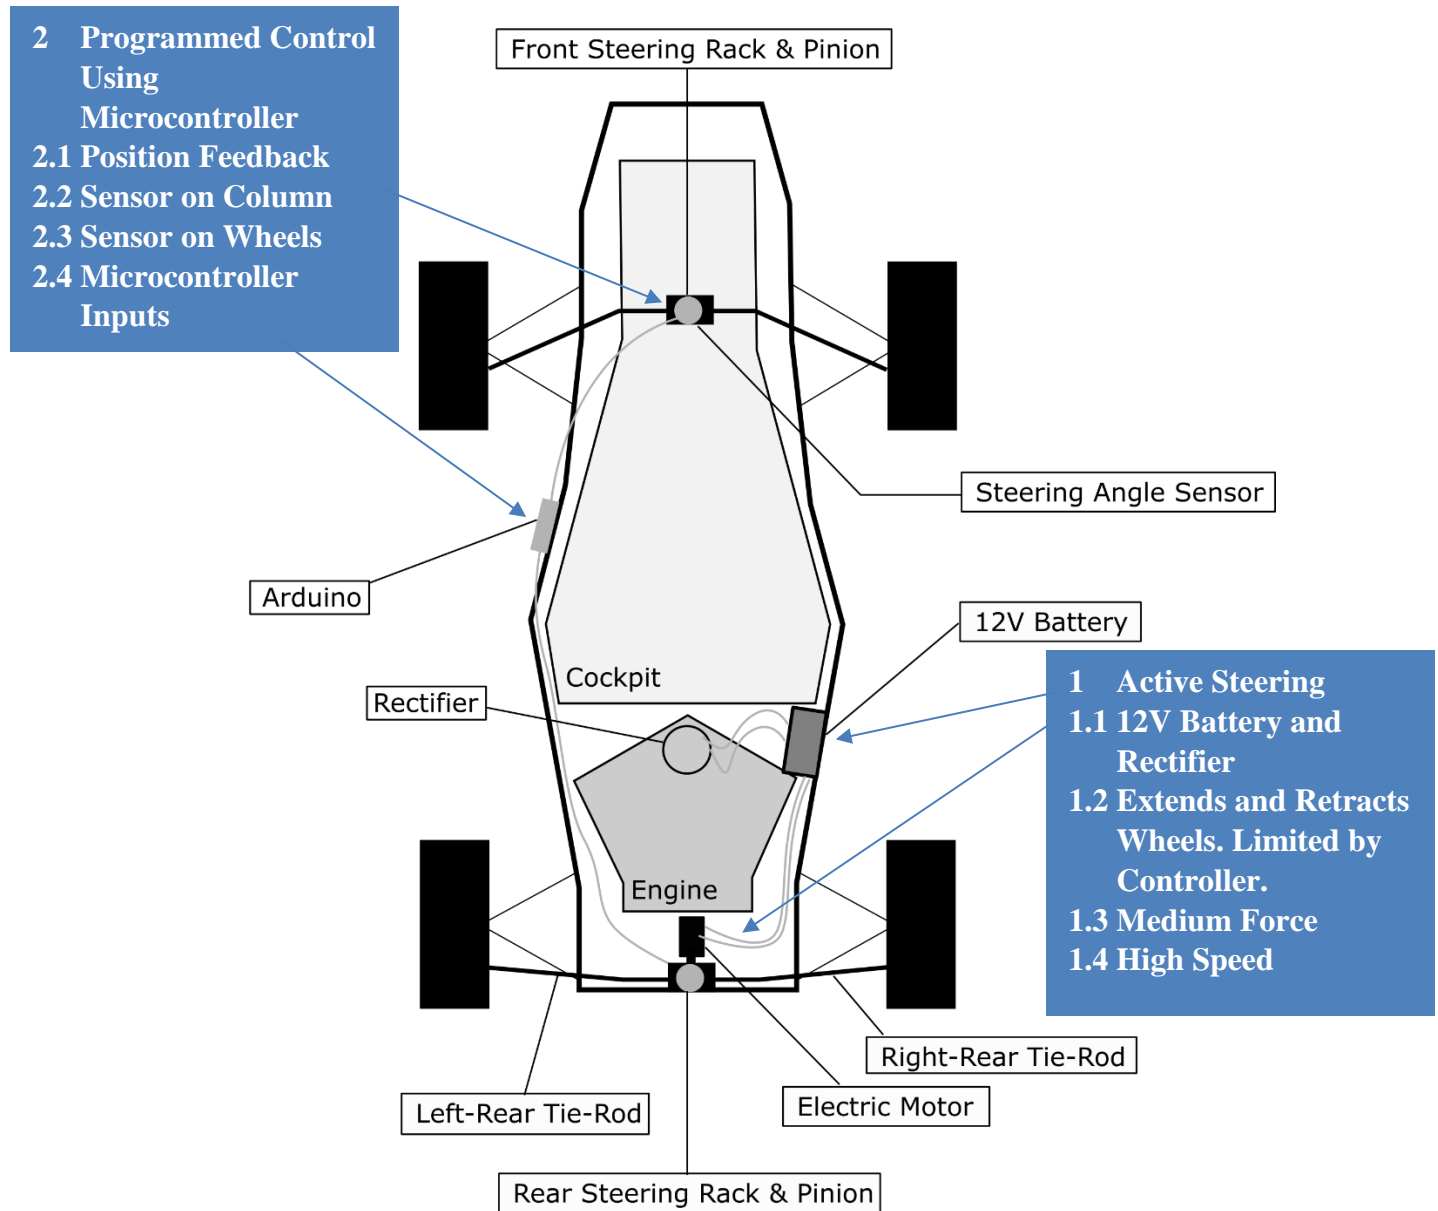 2 Programmed Control
Using
Microcontroller
2.1 Position Feedback
2.2 Sensor on Column
2.3 Sensor on Wheels
2.4 Microcontroller
Inputs
Front Steering Rack & Pinion
Steering Angle Sensor
Arduino
12V Battery
Cockpit
Rectifier
1 Active Steering
1.1 12V Battery and
Rectifier
1.2 Extends and Retracts
Wheels. Limited by
Controller.
1.3 Medium Force
1.4 High Speed
Engine
Right-Rear Tie-Rod
Electric Motor
Left-Rear Tie-Rod
Rear Steering Rack & Pinion